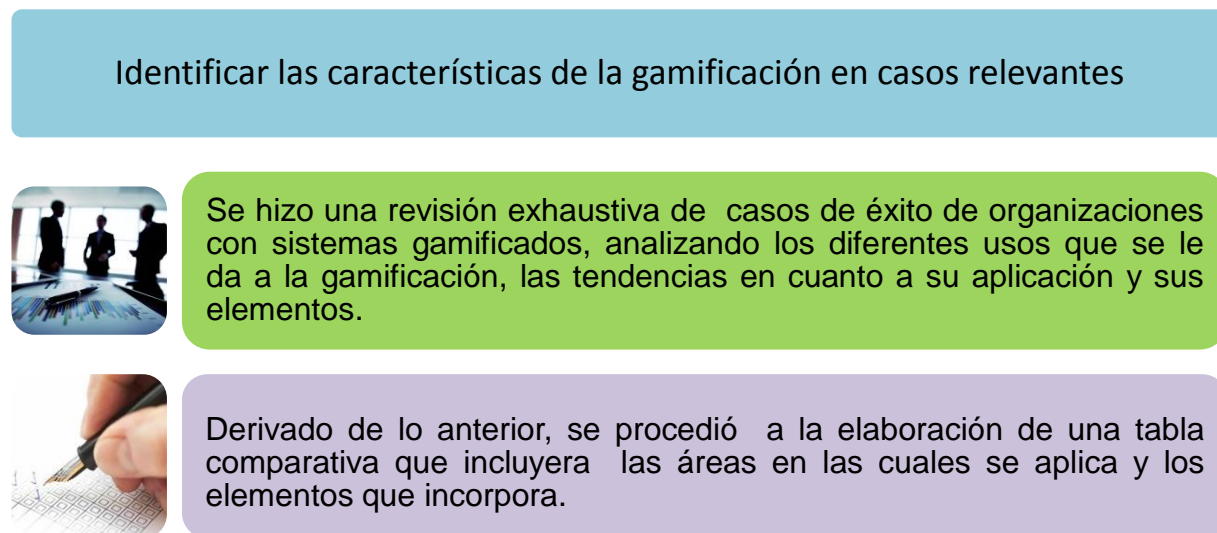 Identificar las características de la gamificación en casos relevantes
Se hizo una revisión exhaustiva de  casos de éxito de organizaciones
con sistemas gamificados, analizando los diferentes usos que se le
da a la gamificación, las tendencias en cuanto a su aplicación y sus
elementos.
Derivado de lo anterior, se procedió  a la elaboración de una tabla
comparativa que incluyera  las áreas en las cuales se aplica y los
elementos que incorpora.